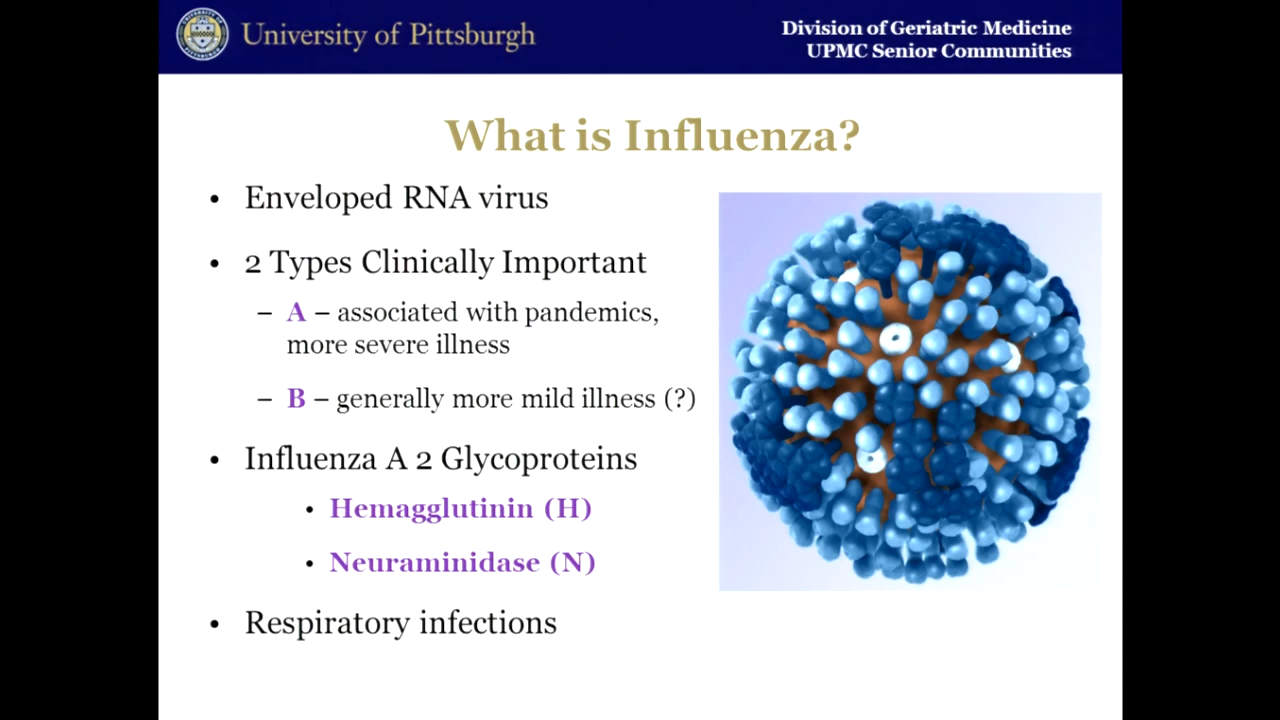 University of Pittsburgh
Division of Geriatric Medicine
UPMC Senior Communities
What is Influenza?
• Enveloped RNA virus
• 2 Types Clinically Important
– A – associated with pandemics,
more severe illness
– B – generally more mild illness (?)
• Influenza A 2 Glycoproteins
• Hemagglutinin (H)
• Neuraminidase (N)
• Respiratory infections